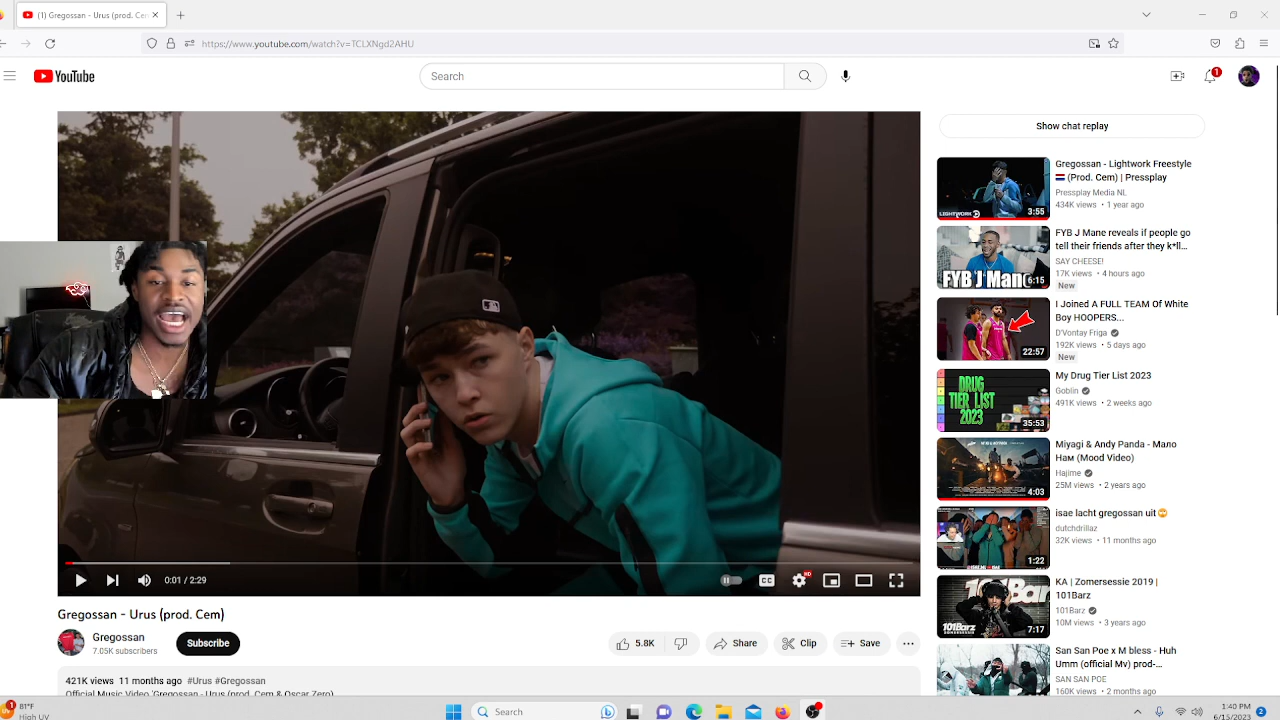 (1) Gregossan - Urus (prod. Cem
https://www.youtube.com/watch?v=TCLXNgd2AHU
YouTube
Search
1
Show chat replay
Gregossan - Lightwork Freestyle
(Prod. Cem) | Pressplay
Pressplay Media NL
434K views • 1 year ago
LIGHTWORK
3:55
FYB J Mane reveals if people go
tell their friends after they k*ll...
SAY CHEESE!
17K views • 4 hours ago
New
FYB J Mane
6:15
I Joined A FULL TEAM Of White
Boy HOOPERS...
D'Vontay Friga
192K views • 5 days ago
New
22:57
My Drug Tier List 2023
Goblin
491K views • 2 weeks ago
DRUG
TIER LIST
2023
35:53
Miyagi & Andy Panda - Мало
Нам (Mood Video)
Hajime
25M views • 2 years ago
4:03
isae lacht gregossan uit
dutchdrillaz
32K views • 11 months ago
1:22
KA | Zomersessie 2019 |
101Barz
101Barz
10M views • 3 years ago
101Barz
7:17
San San Poe x M bless - Huh
Umm (official Mv) prod-...
SAN SAN POE
160K views • 2 months ago
0:01 / 2:29
CC
HD
Gregossan - Urus (prod. Cem)
Gregossan
7.05K subscribers
Subscribe
5.8K
Share
Clip
Save
421K views 11 months ago #Urus #Gregossan
Official Music Video 'Gregossan - Urus (prod. Cem & Oscar Zero)
1
81°F
High UV
Search
1:40 PM
6/15/2023
2